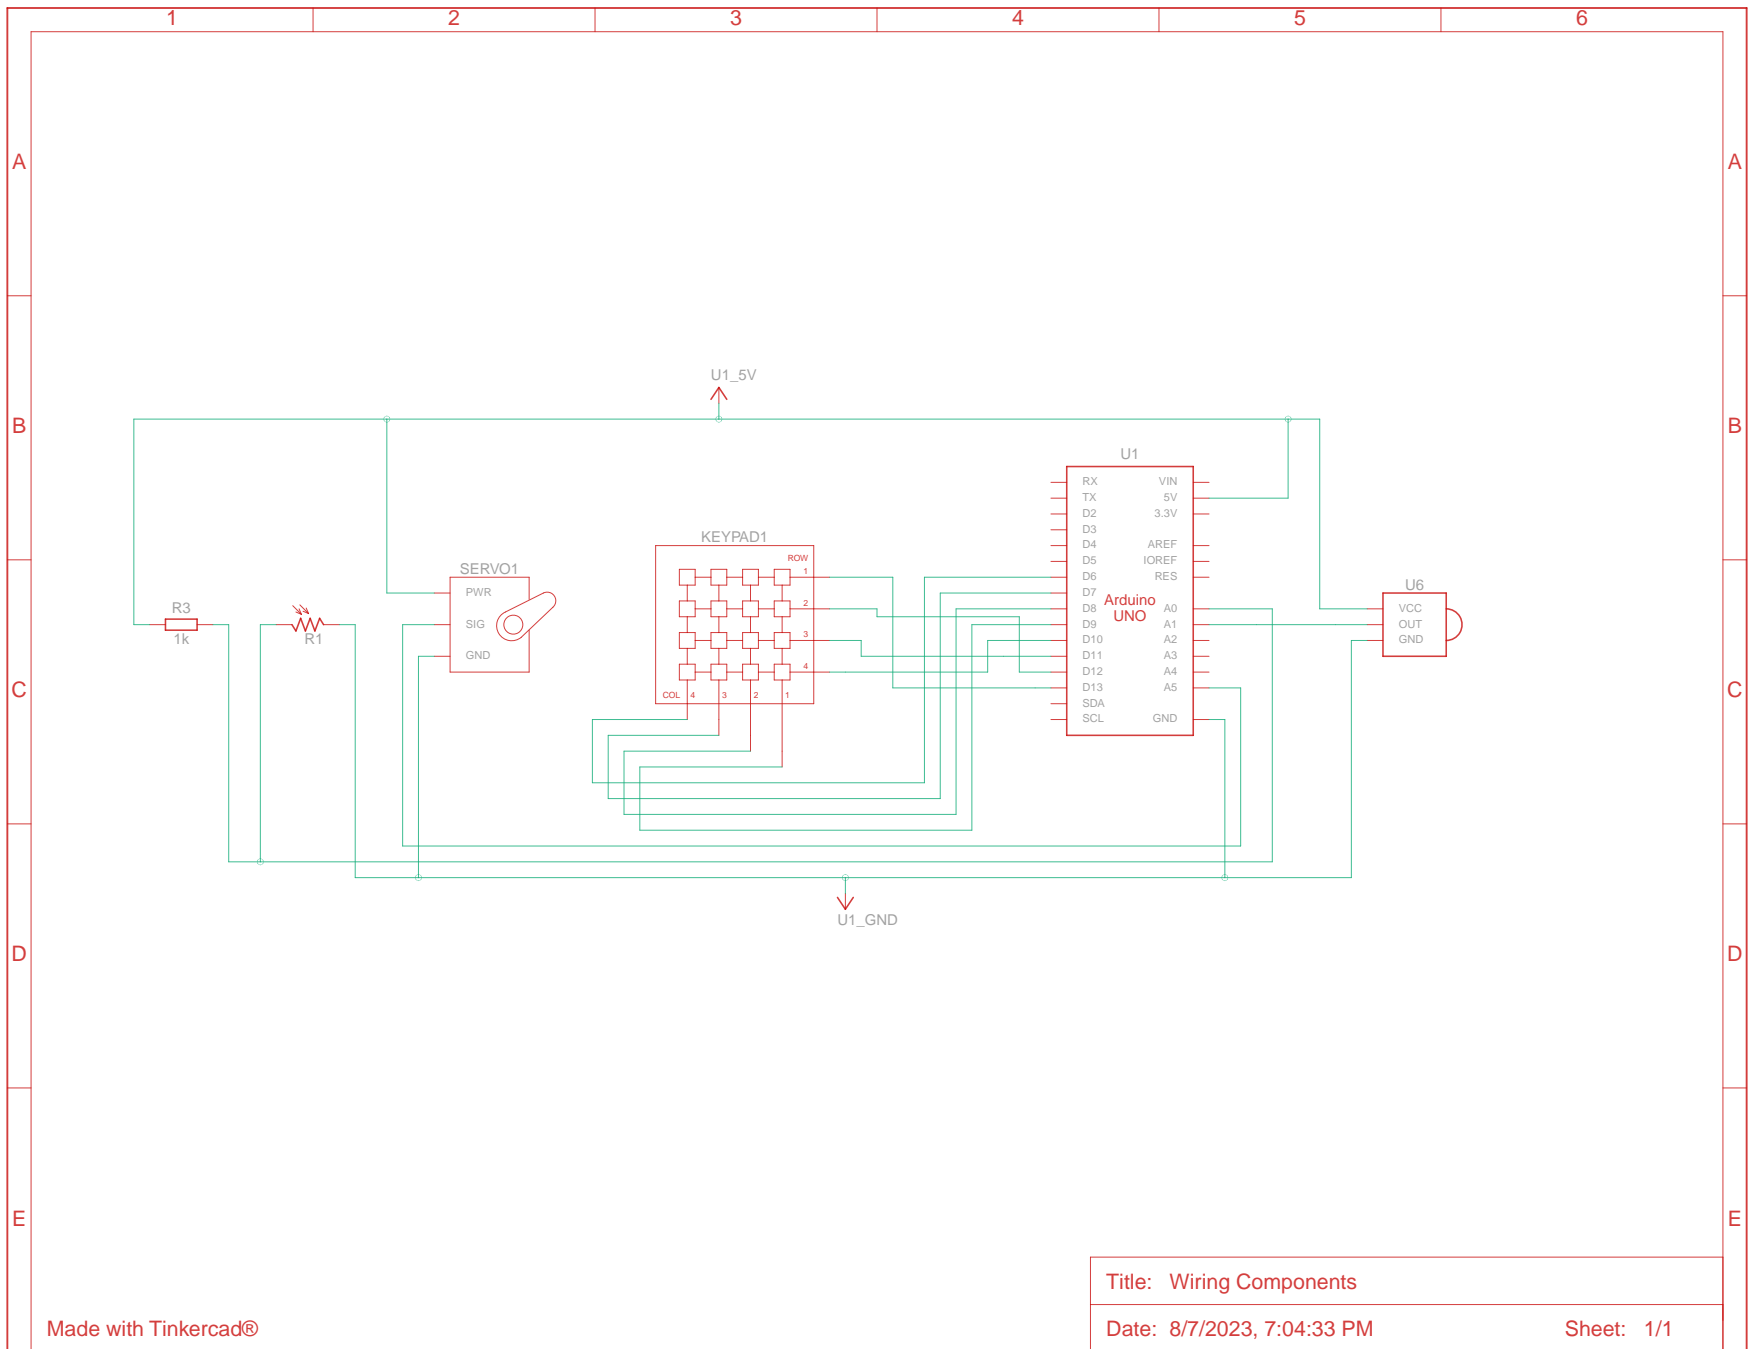 1 2 3 4 5 6
A A
U1_5V
B B
U1
RX VIN
TX 5V
D2 3.3V
D3
D4 AREF
D5 IOREF
D6 RES
D7
D8 A0
D9 A1
D10 A2
D11 A3
D12 A4
D13 A5
SDA
SCL GND
Arduino
UNO
KEYPAD1
ROW
1
2
3
4
COL 4 3 2 1
SERVO1
PWR
SIG
GND
R3
1k
R1
U6
VCC
OUT
GND
C C
U1_GND
D D
E E
Title: Wiring Components
Made with Tinkercad®
Date: 8/7/2023, 7:04:33 PM Sheet: 1/1